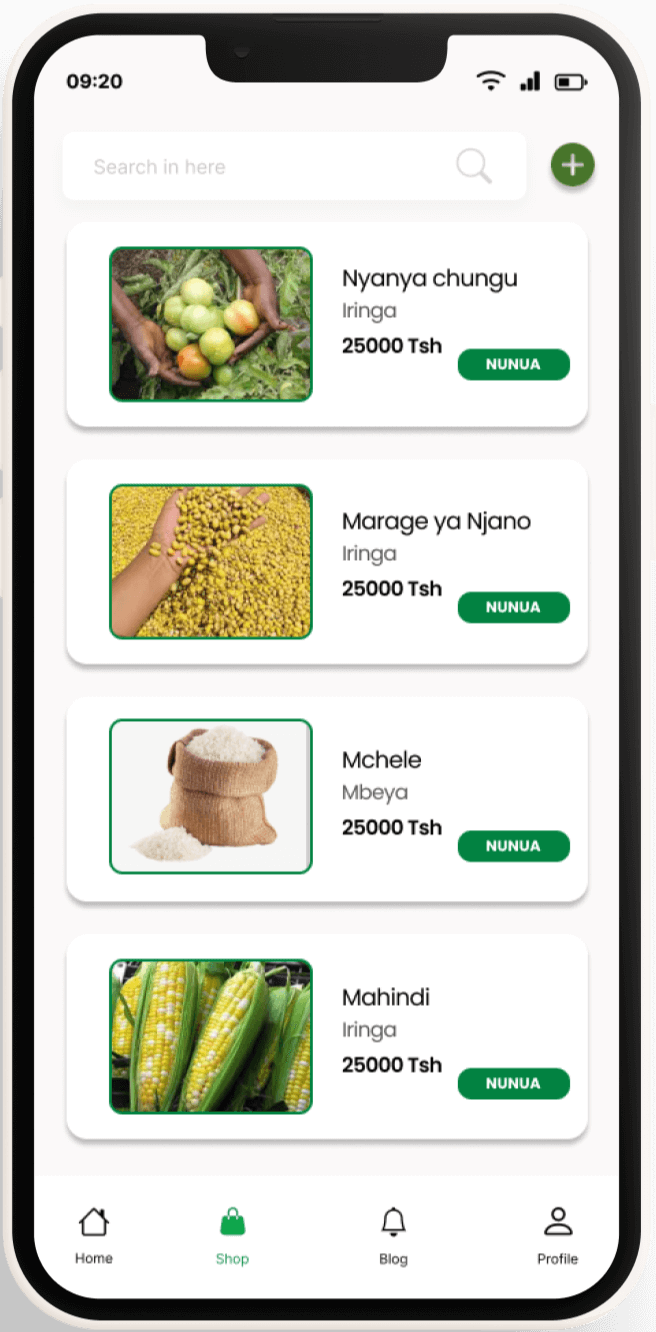 09:20
Search in here
Nyanya chungu
Iringa
25000 Tsh
NUNUA
Marage ya Njano
Iringa
25000 Tsh
NUNUA
Mchele
Mbeya
25000 Tsh
NUNUA
Mahindi
Iringa
25000 Tsh
NUNUA
Home
Shop
Blog
Profile